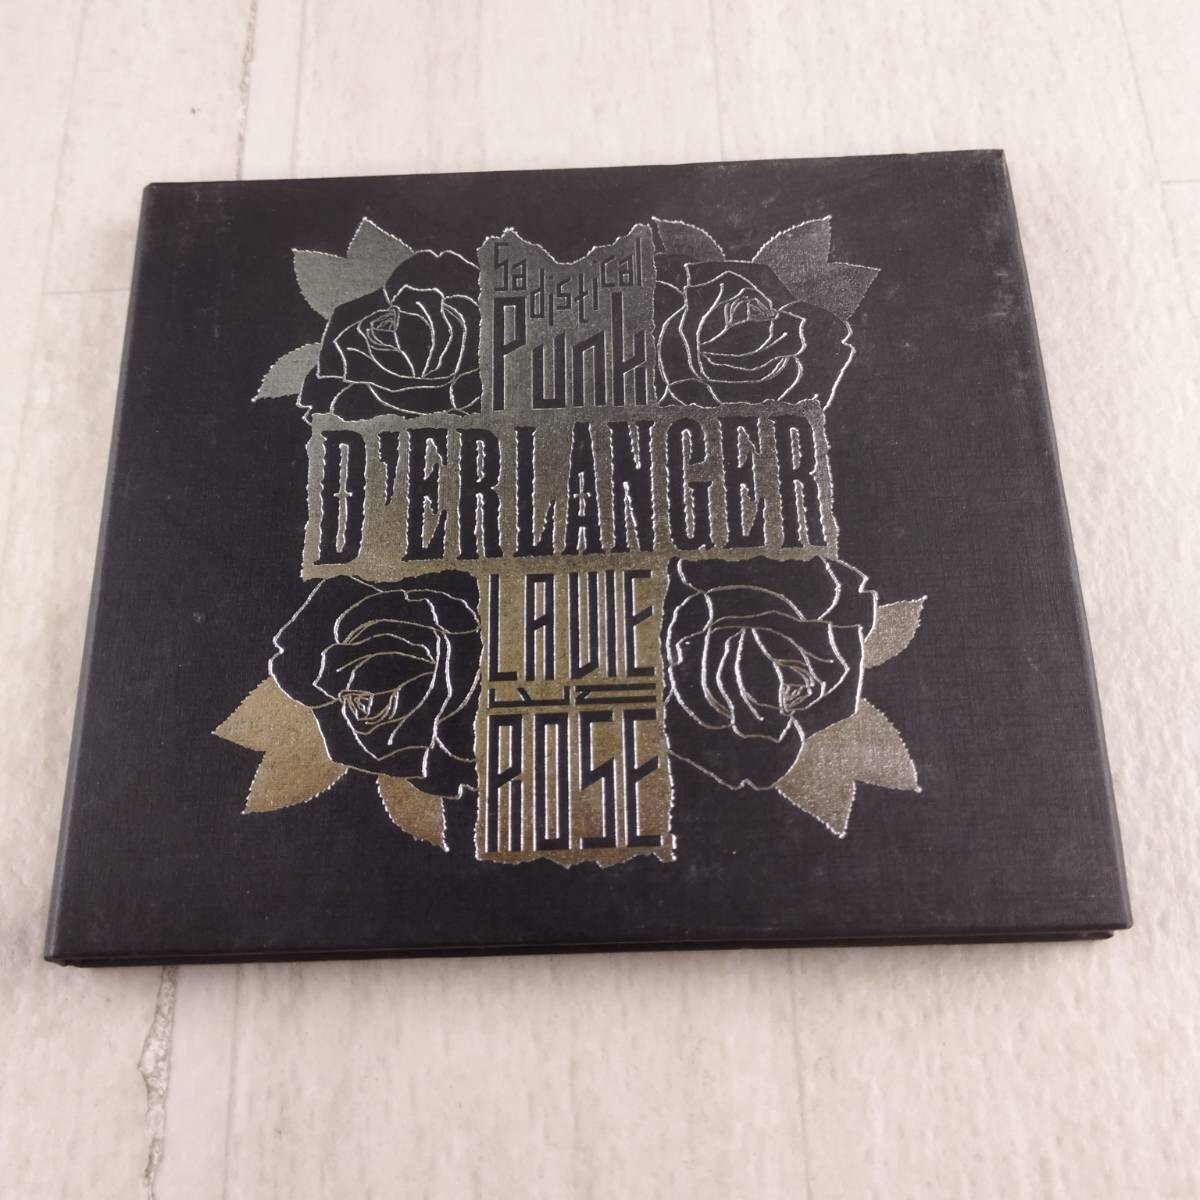 Sadistical
Punk
D'ERLANGER
LA VIE
EN
ROSE